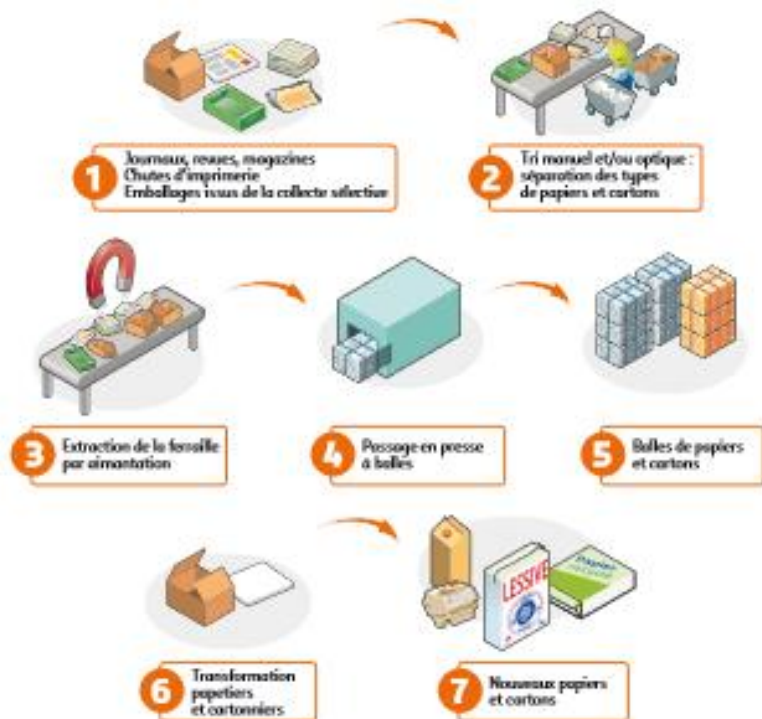 1
Journaux, revues, magazines
Chutes d'imprimerie
Emballages issus de la collecte sélective
2
Tri manuel et/ou optique :
séparation des types
de papiers et cartons
3
Extraction de la ferraille
par aimantation
4
Passage en presse
à balles
5
Balles de papiers
et cartons
6
Transformation
papetiers
et cartonniers
LESSIVE
Papier
recyclé
7
Nouveaux papiers
et cartons